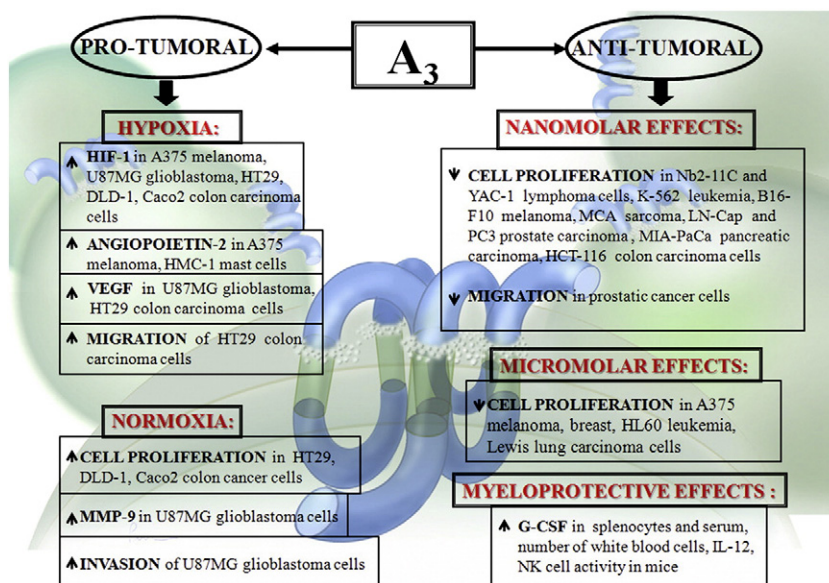 PRO-TUMORAL
A3
ANTI-TUMORAL
HYPOXIA:
HIF-1 in A375 melanoma,
U87MG glioblastoma, HT29,
DLD-1, Caco2 colon carcinoma
cells
ANGIOPOIETIN-2 in A375
melanoma, HMC-1 mast cells
VEGF in U87MG glioblastoma,
HT29 colon carcinoma cells
MIGRATION of HT29 colon
carcinoma cells
NORMOXIA:
CELL PROLIFERATION in HT29,
DLD-1, Caco2 colon cancer cells
MMP-9 in U87MG glioblastoma cells
INVASION of U87MG glioblastoma cells
NANOMOLAR EFFECTS:
CELL PROLIFERATION in Nb2-11C and
YAC-1 lymphoma cells, K-562 leukemia, B16-
F10 melanoma, MCA sarcoma, LN-Cap and
PC3 prostate carcinoma , MIA-PaCa pancreatic
carcinoma, HCT-116 colon carcinoma cells
MIGRATION in prostatic cancer cells
MICROMOLAR EFFECTS:
CELL PROLIFERATION in A375
melanoma, breast, HL60 leukemia,
Lewis lung carcinoma cells
MYELOPROTECTIVE EFFECTS :
G-CSF in splenocytes and serum,
number of white blood cells, IL-12,
NK cell activity in mice